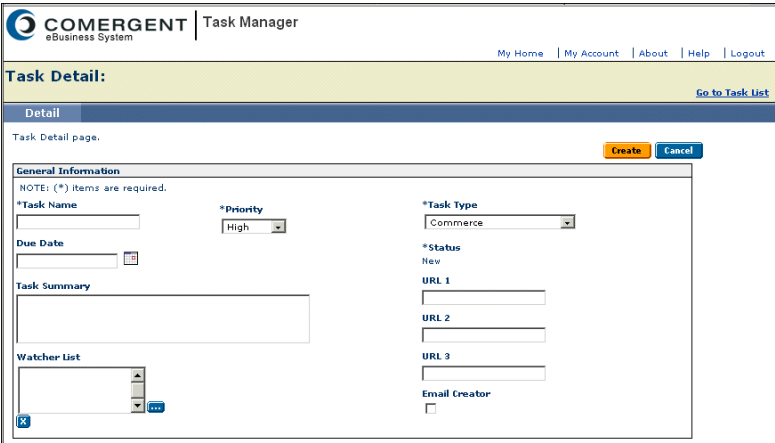 COMERGENT
eBusiness System
Task Manager
My Home | My Account | About | Help | Logout
Task Detail:
Go to Task List
Detail
Task Detail page.
Create Cancel
General Information
NOTE: (*) items are required.
*Task Name
*Priority
*Task Type
High
Commerce
Due Date
*Status
New
Task Summary
URL 1
URL 2
Watcher List
URL 3
...
Email Creator
X